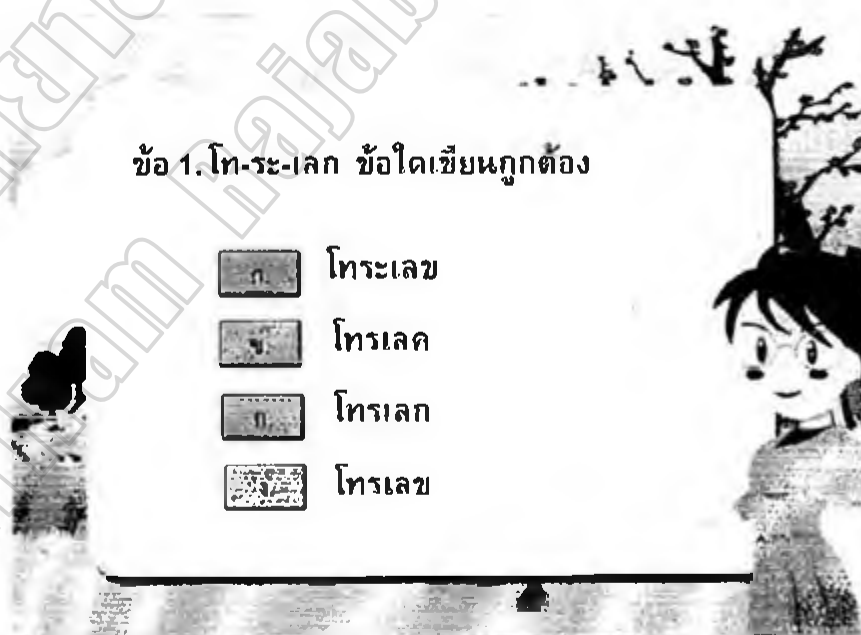 ข้อ 1. โท-ระ-เลก ข้อใดเขียนถูกต้อง
ก. โทระเลข
ข. โทรเลค
โทรเลก
โทรเลข